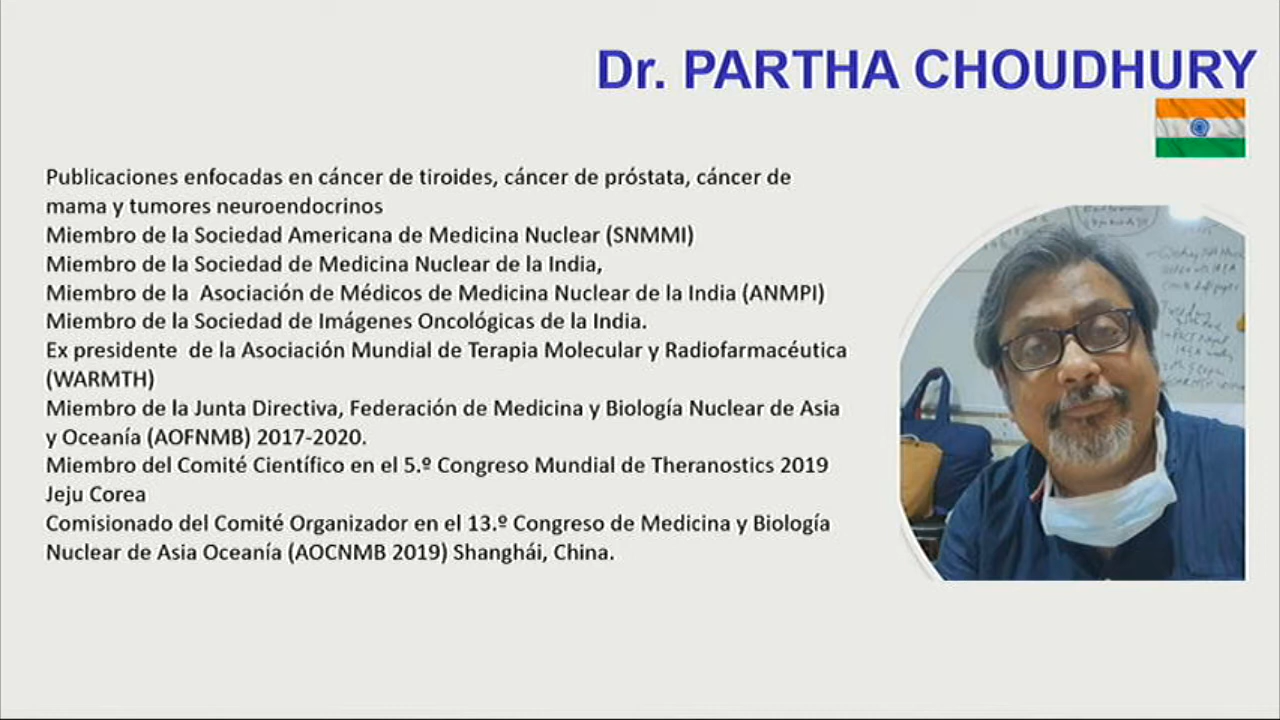 Dr. PARTHA CHOUDHURY
Publicaciones enfocadas en cáncer de tiroides, cáncer de próstata, cáncer de
mama y tumores neuroendocrinos
Miembro de la Sociedad Americana de Medicina Nuclear (SNMMI)
Miembro de la Sociedad de Medicina Nuclear de la India,
Miembro de la  Asociación de Médicos de Medicina Nuclear de la India (ANMPI)
Miembro de la Sociedad de Imágenes Oncológicas de la India.
Ex presidente  de la Asociación Mundial de Terapia Molecular y Radiofarmacéutica
(WARMTH)
Miembro de la Junta Directiva, Federación de Medicina y Biología Nuclear de Asia
y Oceanía (AOFNMB) 2017-2020.
Miembro del Comité Científico en el 5.º Congreso Mundial de Theranostics 2019
Jeju Corea
Comisionado del Comité Organizador en el 13.º Congreso de Medicina y Biología
Nuclear de Asia Oceanía (AOCNMB 2019) Shanghái, China.